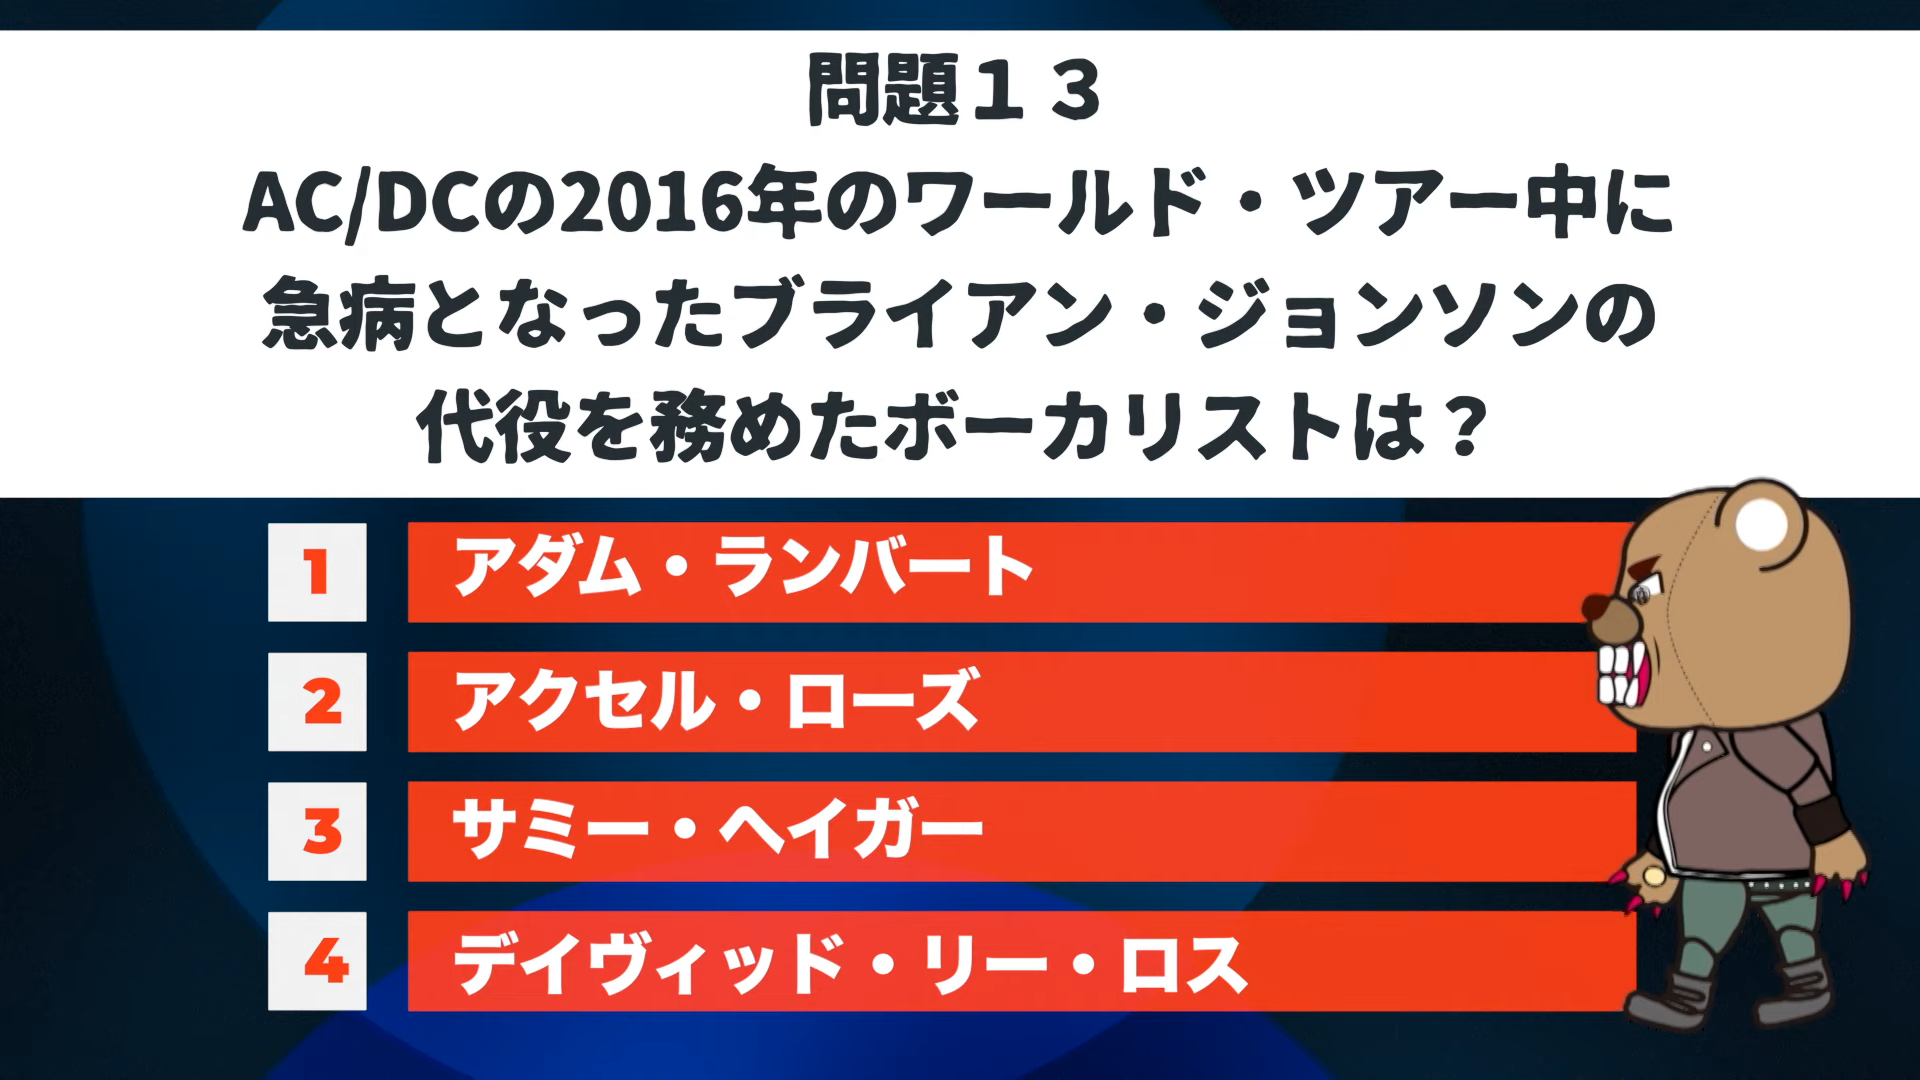 問題１３
AC/DCの2016年のワールド・ツアー中に
急病となったブライアン・ジョンソンの
代役を務めたボーカリストは？
1 アダム・ランバート
2 アクセル・ローズ
3 サミー・ヘイガー
4 デイヴィッド・リー・ロス